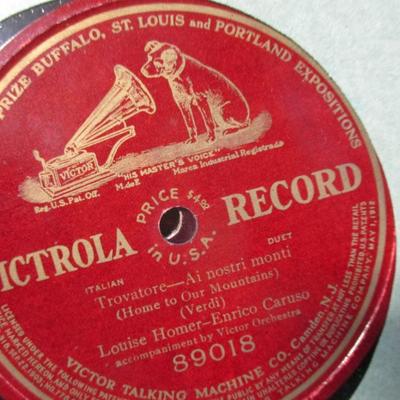 PRIZE BUFFALO, ST. LOUIS and PORTLAND EXPOSITIONS
VICTOR
"HIS MASTER'S VOICE"
Reg. U.S. Pat. Off. M. de F. Marca Industrial Registrada
PRICE $4.00 in U.S.A.
ICTROLA RECORD
ITALIAN DUET
Trovatore—Ai nostri monti
(Home to Our Mountains)
(Verdi)
Louise Homer-Enrico Caruso
accompaniment by Victor Orchestra
89018
VICTOR TALKING MACHINE CO. Camden, N.J.